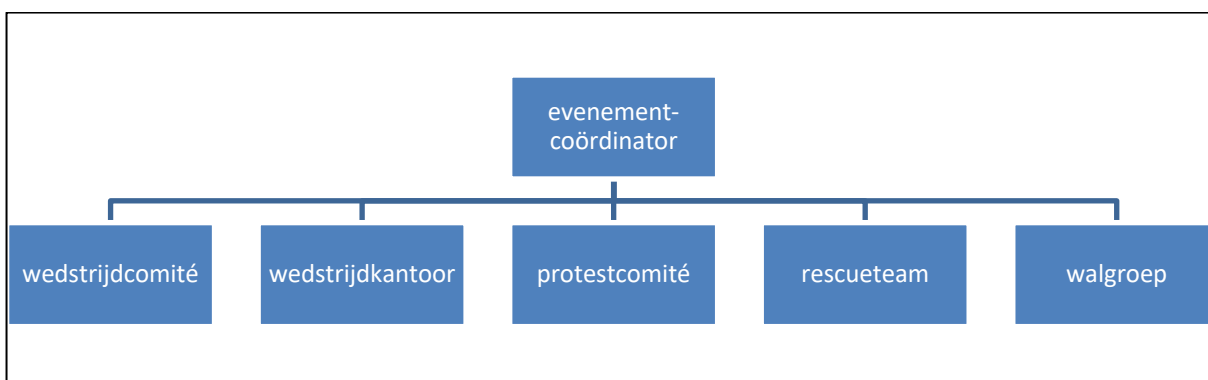 evenement-
coördinator
wedstrijdcomité
wedstrijdkantoor
protestcomité
rescueteam
walgroep